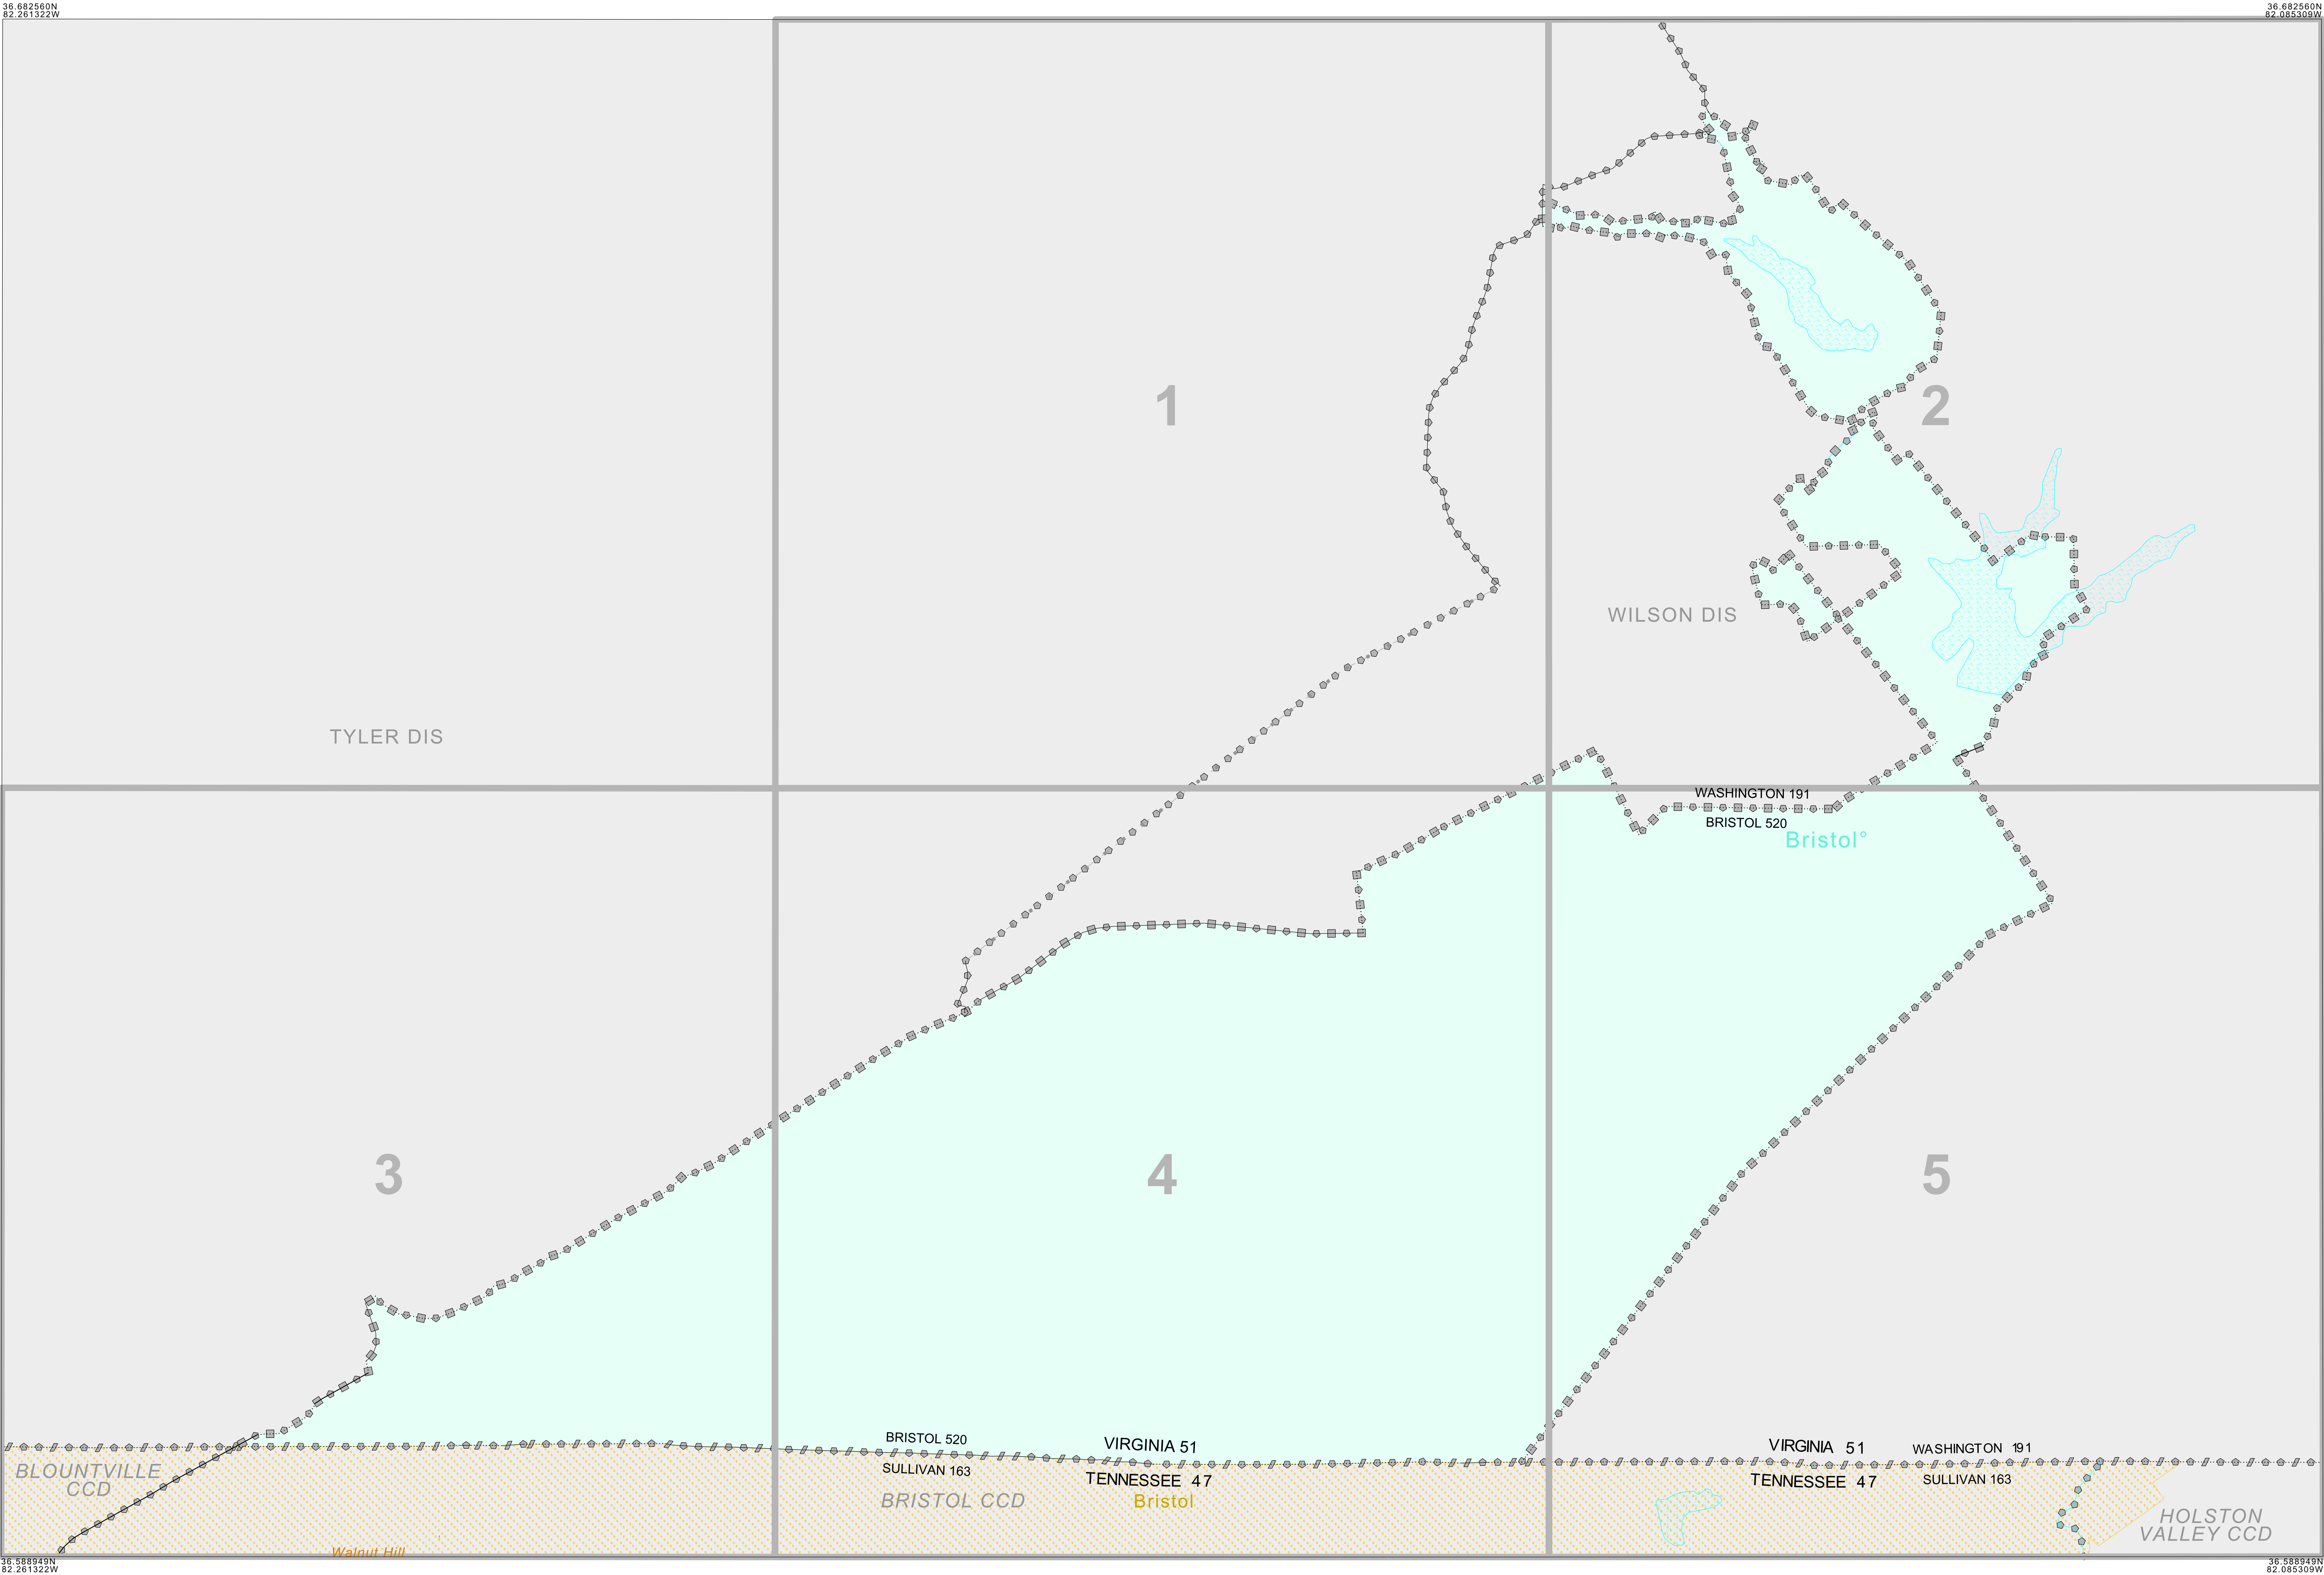 36.682560N
82.261322W
36.682560N
82.085309W
1
2
WILSON DIS
TYLER DIS
WASHINGTON 191
BRISTOL 520
Bristol°
3
4
5
BRISTOL 520
VIRGINIA 51
SULLIVAN 163
TENNESSEE 47
VIRGINIA 51
WASHINGTON 191
TENNESSEE 47
SULLIVAN 163
BLOUNTVILLE
CCD
BRISTOL CCD
Bristol
HOLSTON
VALLEY CCD
Walnut Hill
36.588949N
82.261322W
36.588949N
82.085309W